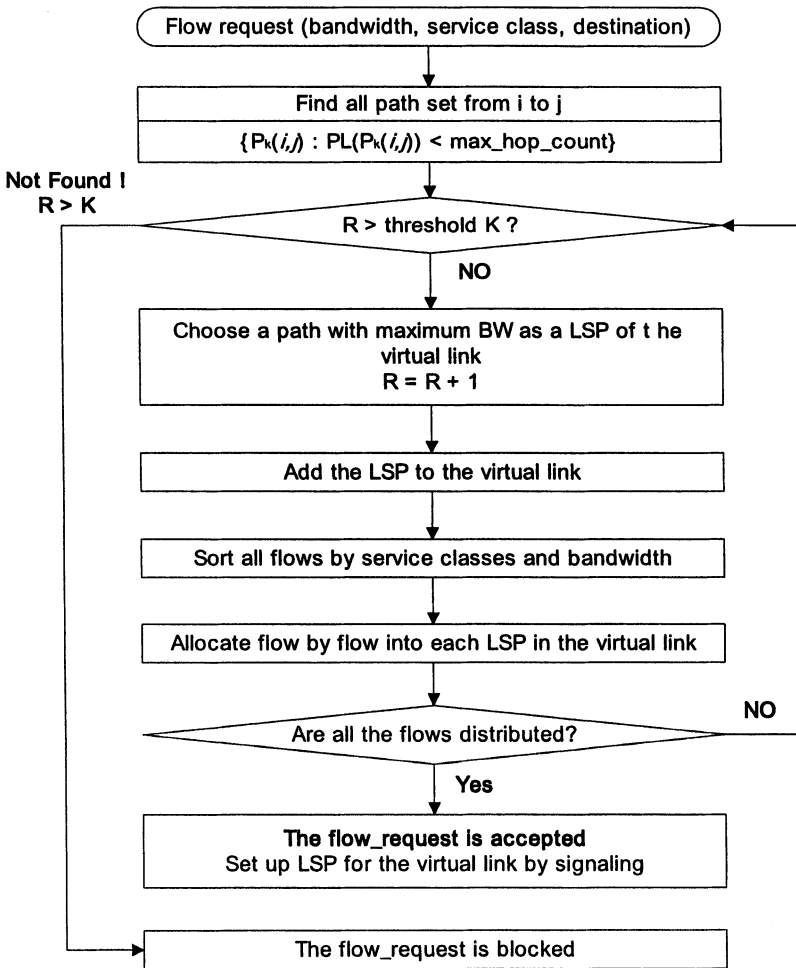 Flow request (bandwidth, service class, destination)
Find all path set from i to j
{Pk(i,j) : PL(Pk(i,j)) < max_hop_count}
Not Found !
R > K
R > threshold K ?
NO
Choose a path with maximum BW as a LSP of t he
virtual link
R = R + 1
Add the LSP to the virtual link
Sort all flows by service classes and bandwidth
Allocate flow by flow into each LSP in the virtual link
NO
Are all the flows distributed?
Yes
The flow_request is accepted
Set up LSP for the virtual link by signaling
The flow_request is blocked